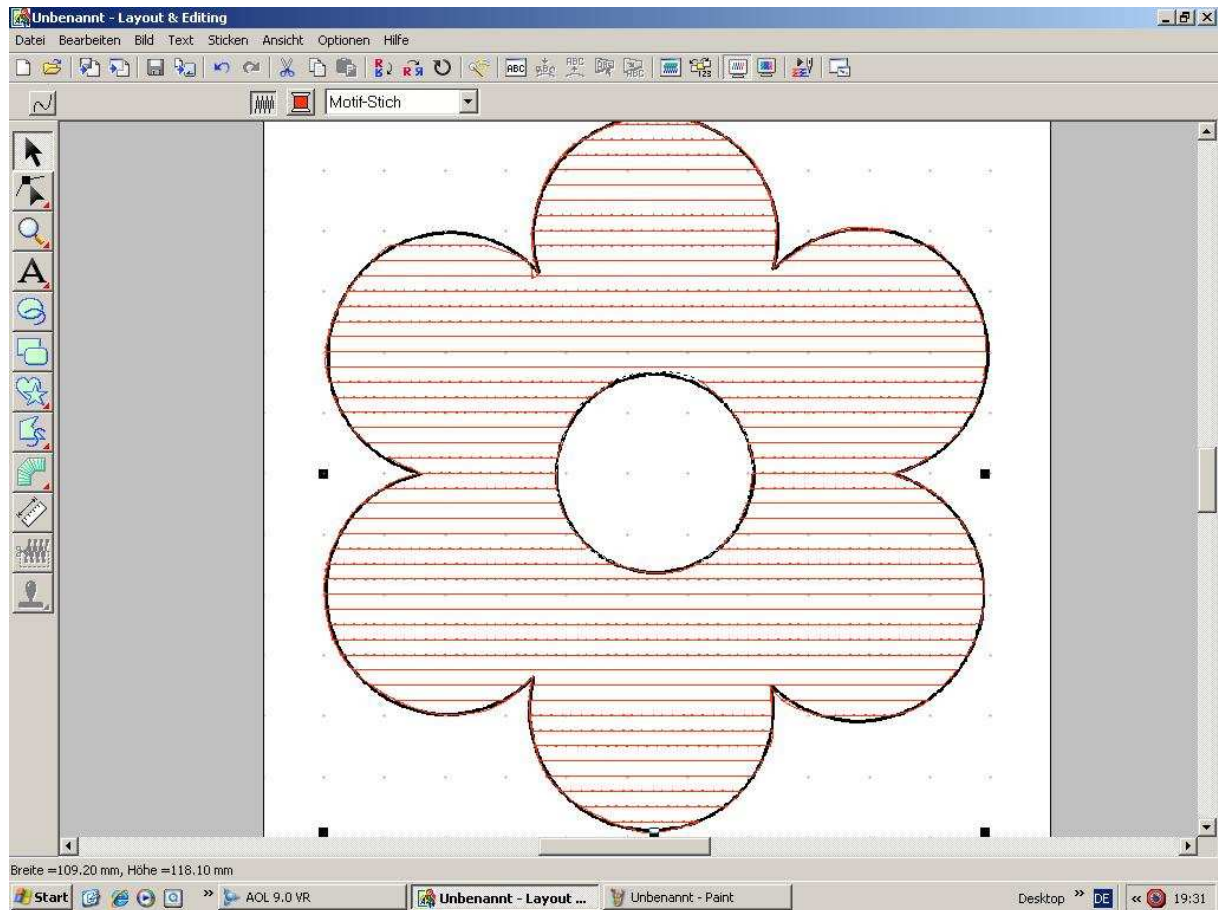 Unbenannt - Layout & Editing
Datei Bearbeiten Bild Text Sticken Ansicht Optionen Hilfe
Motif-Stich
A
Breite =109.20 mm, Höhe =118.10 mm
Start » AOL 9.0 VR Unbenannt - Layout ... Unbenannt - Paint Desktop » DE « 19:31